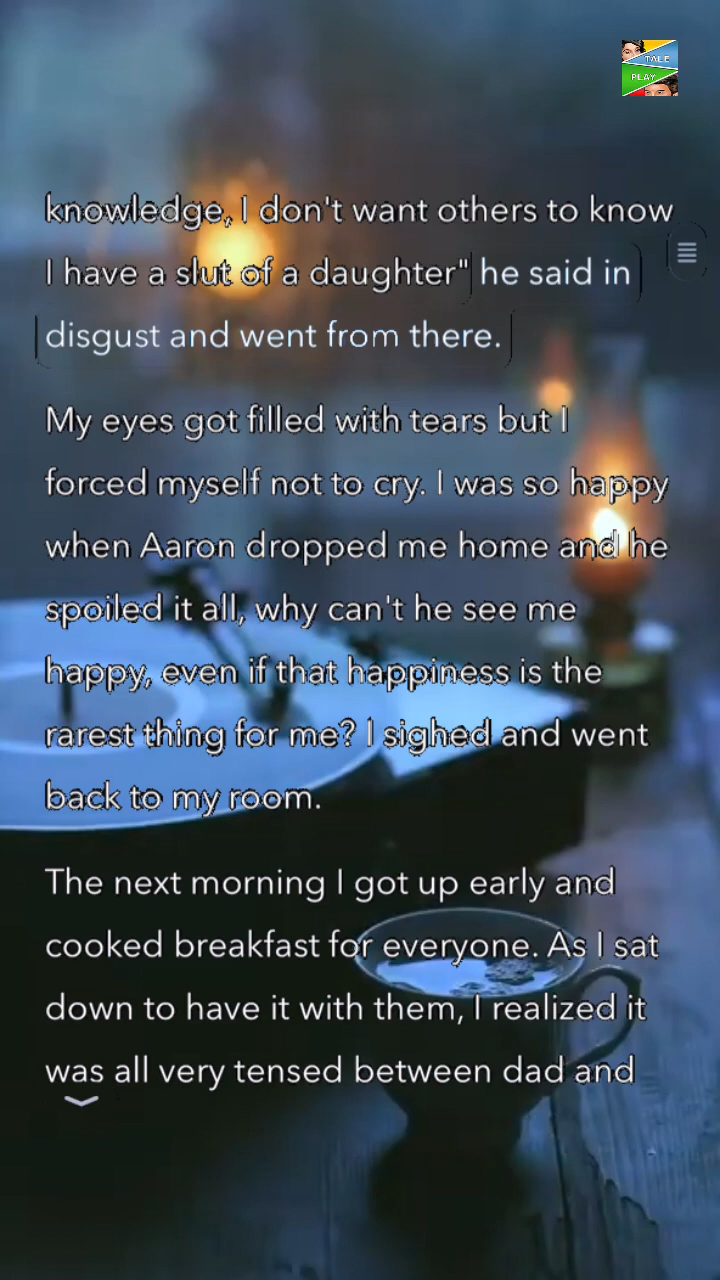 TALE
PLAY
knowledge, I don't want others to know
I have a slut of a daughter" he said in
disgust and went from there.
My eyes got filled with tears but I
forced myself not to cry. I was so happy
when Aaron dropped me home and he
spoiled it all, why can't he see me
happy, even if that happiness is the
rarest thing for me? I sighed and went
back to my room.
The next morning I got up early and
cooked breakfast for everyone. As I sat
down to have it with them, I realized it
was all very tensed between dad and